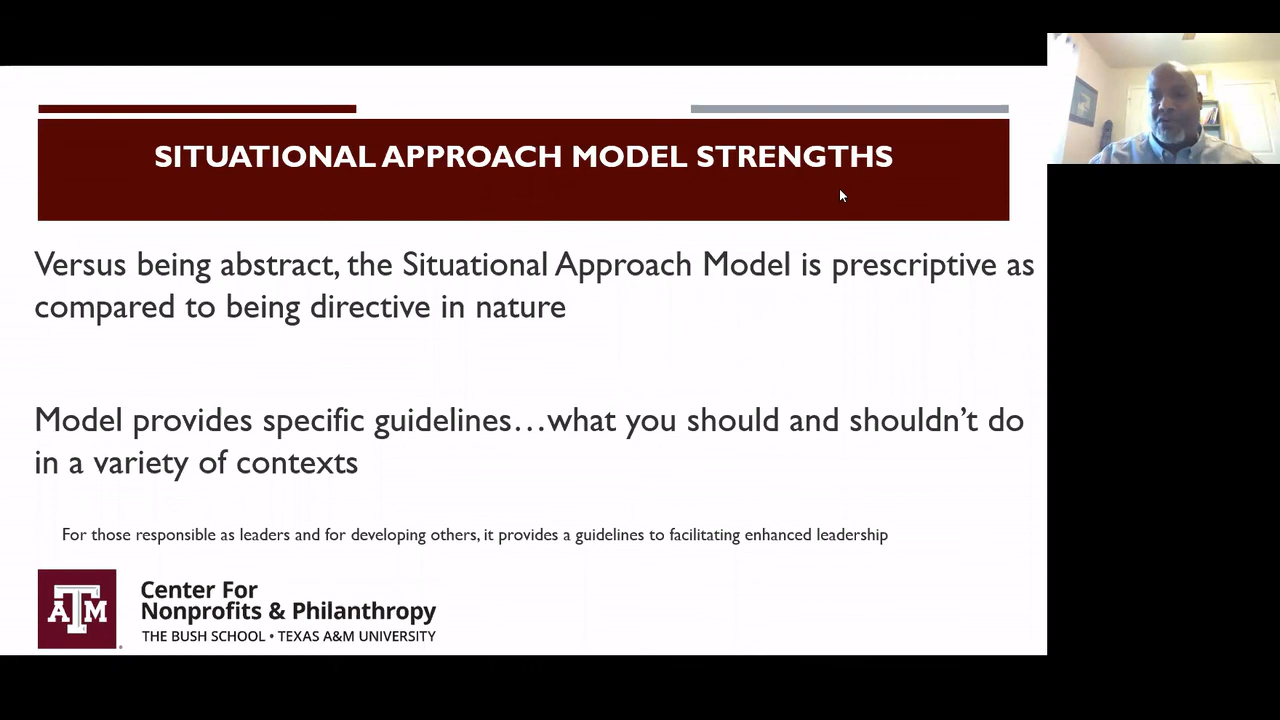 SITUATIONAL APPROACH MODEL STRENGTHS
Versus being abstract, the Situational Approach Model is prescriptive as
compared to being directive in nature
Model provides specific guidelines…what you should and shouldn’t do
in a variety of contexts
For those responsible as leaders and for developing others, it provides a guidelines to facilitating enhanced leadership
ATM
Center For
Nonprofits & Philanthropy
THE BUSH SCHOOL • TEXAS A&M UNIVERSITY